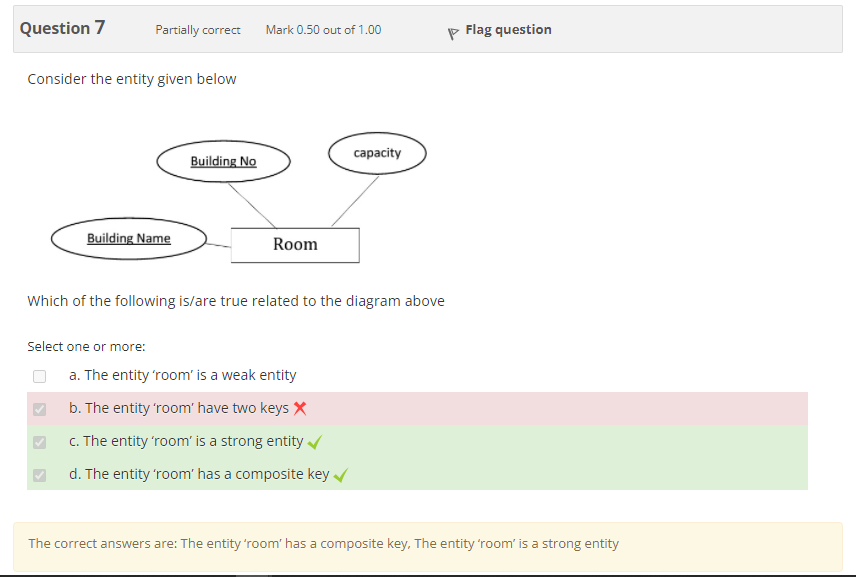 Question 7 Partially correct Mark 0.50 out of 1.00 Flag question
Consider the entity given below
Building No
capacity
Building Name
Room
Which of the following is/are true related to the diagram above
Select one or more:
a. The entity ‘room’ is a weak entity
b. The entity ‘room’ have two keys
c. The entity ‘room’ is a strong entity
d. The entity ‘room’ has a composite key
The correct answers are: The entity ‘room’ has a composite key, The entity ‘room’ is a strong entity